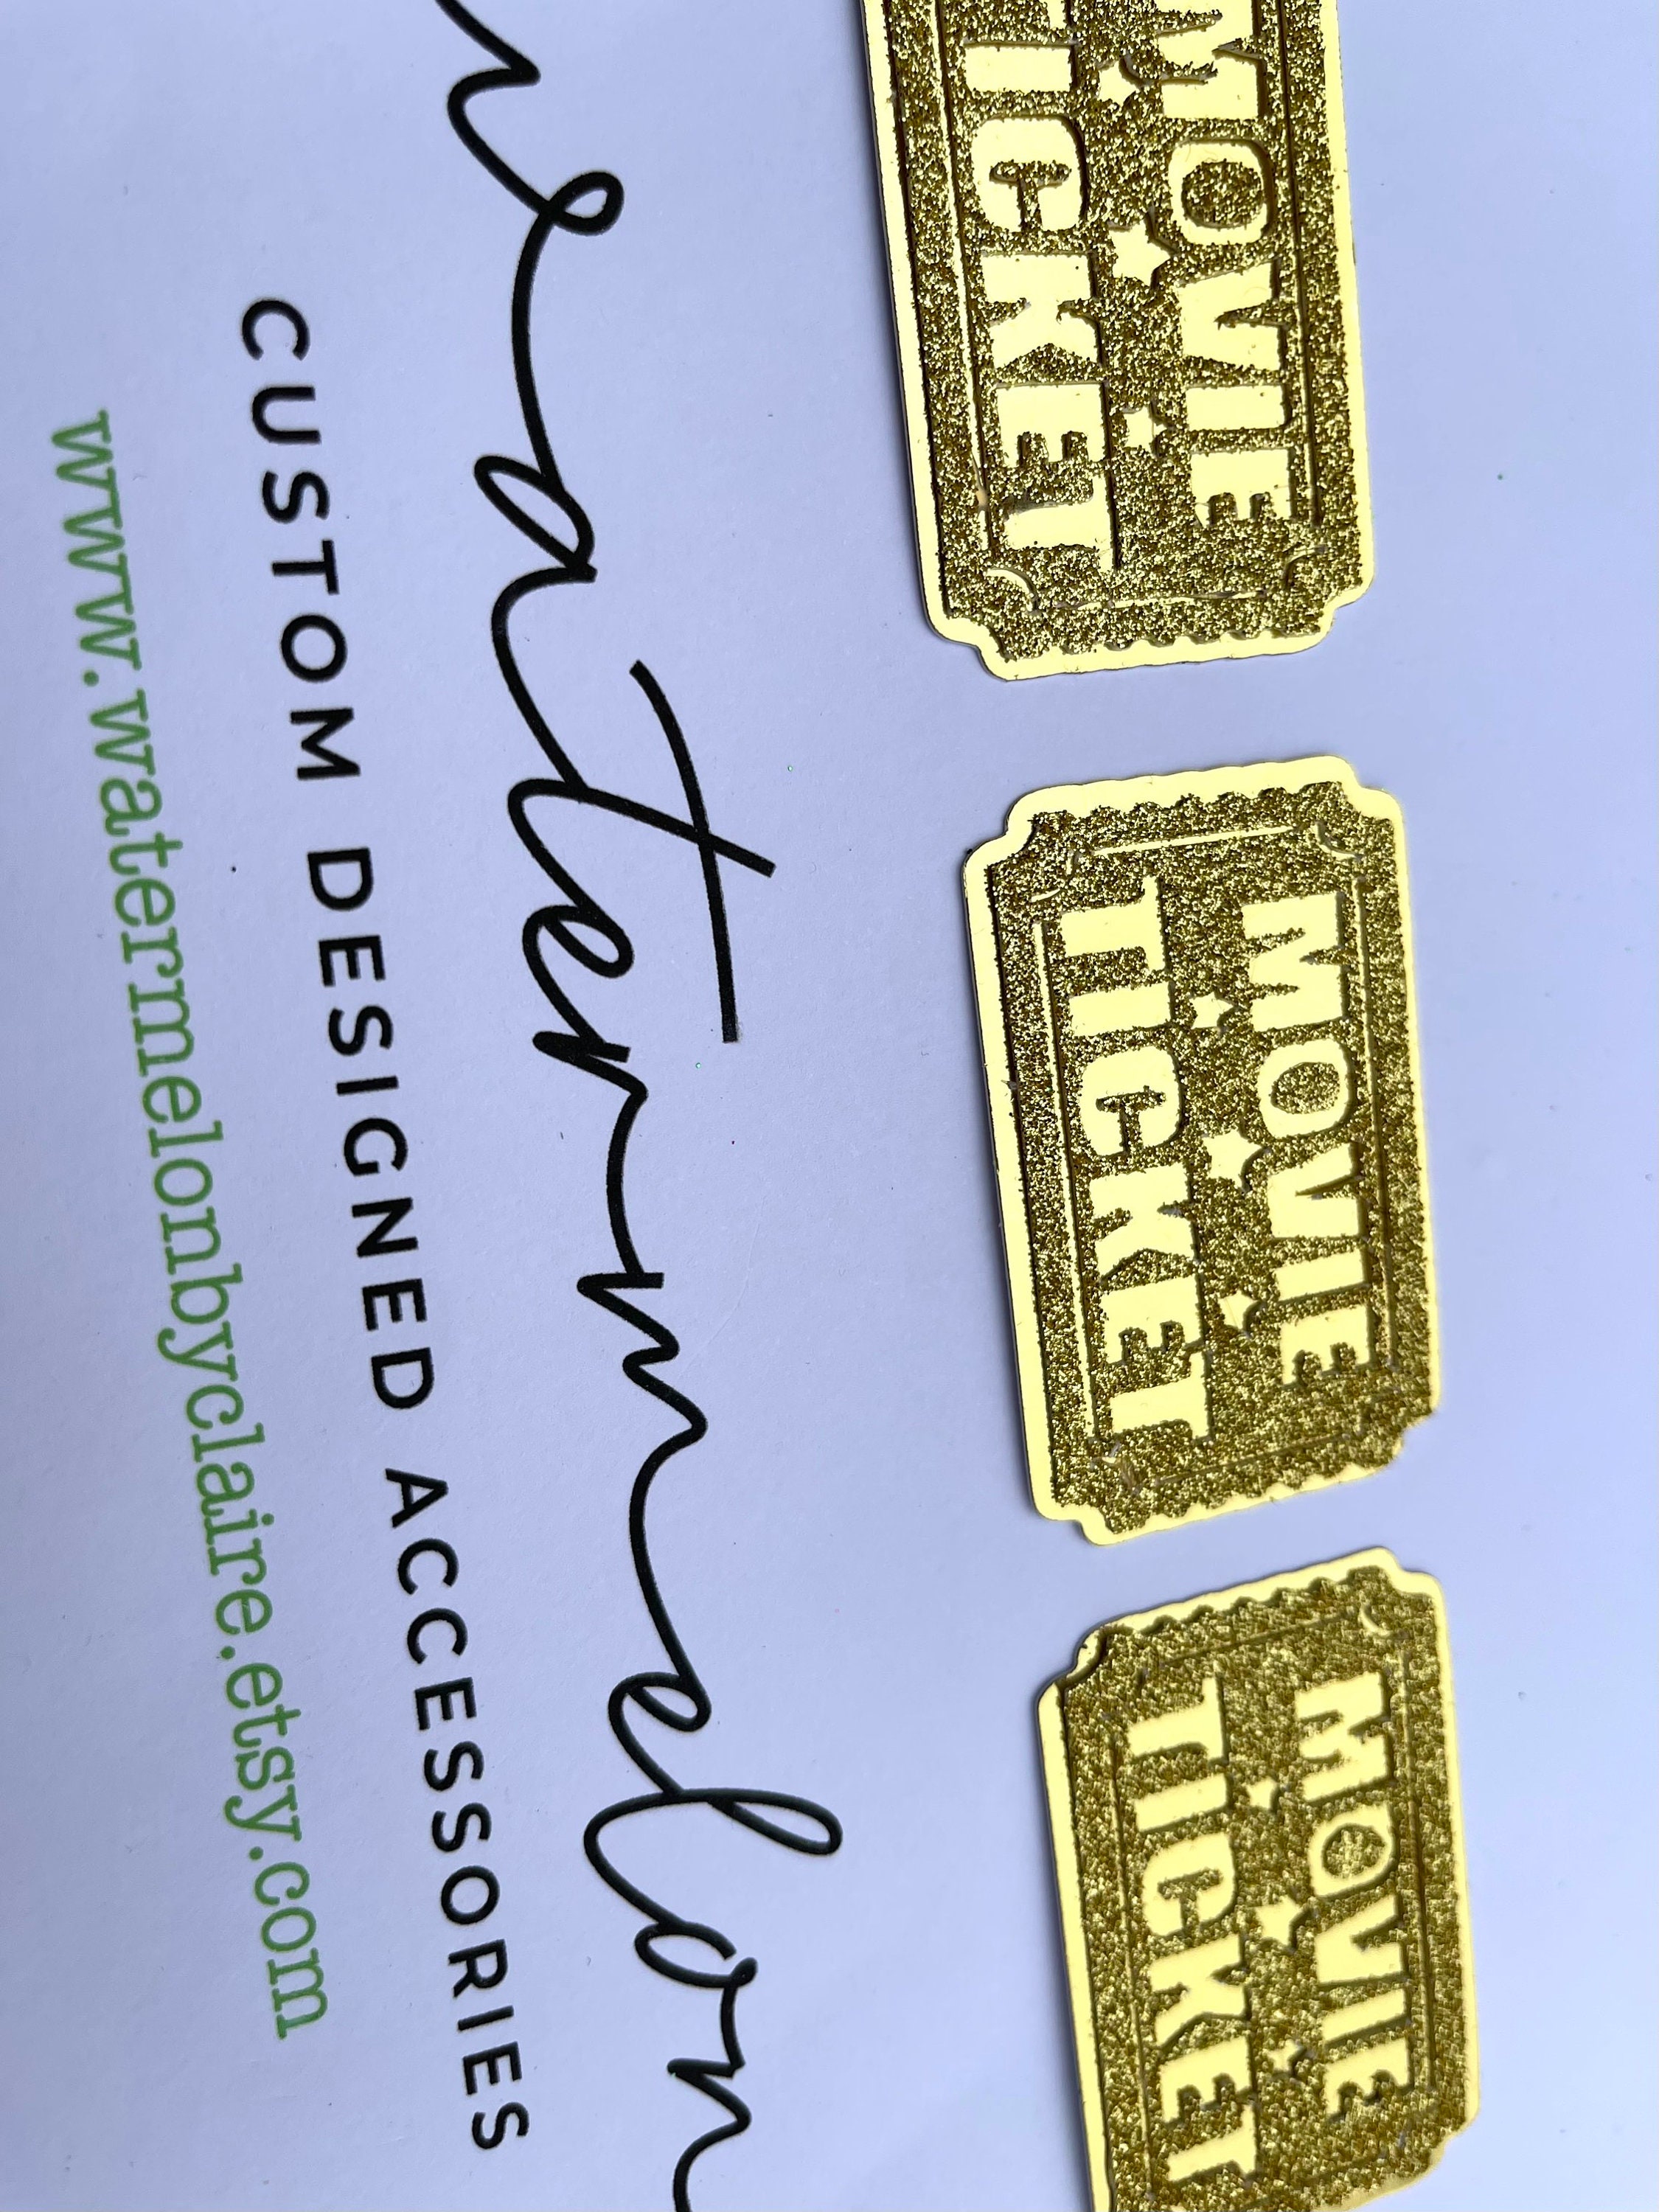 MOVIE
TICKET
MOVIE
TICKET
MOVIE
TICKET
watermelon
CUSTOM DESIGNED ACCESSORIES
www.watermelonbyclaire.etsy.com